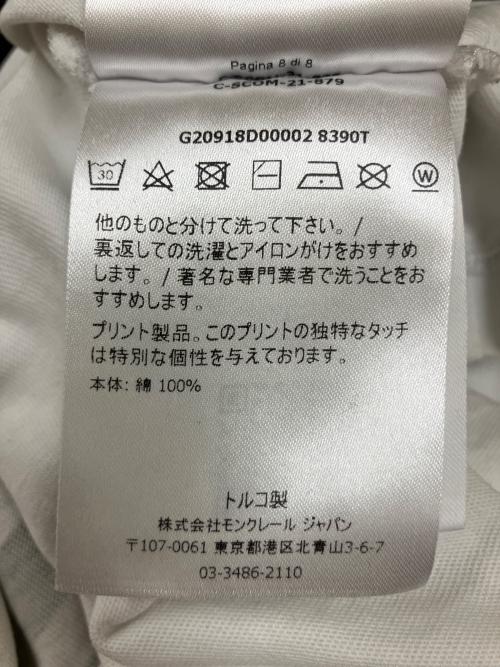 Pagina 8 di 8
C-SCOM-21-879
G20918D00002 8390T
30
W
他のものと分けて洗って下さい。 /
裏返しての洗濯とアイロンがけをおすすめ
します。 / 著名な専門業者で洗うことをお
すすめします。
プリント製品。このプリントの独特なタッチ
は特別な個性を与えております。
本体: 綿 100%
トルコ製
株式会社モンクレール ジャパン
〒107-0061 東京都港区北青山3-6-7
03-3486-2110